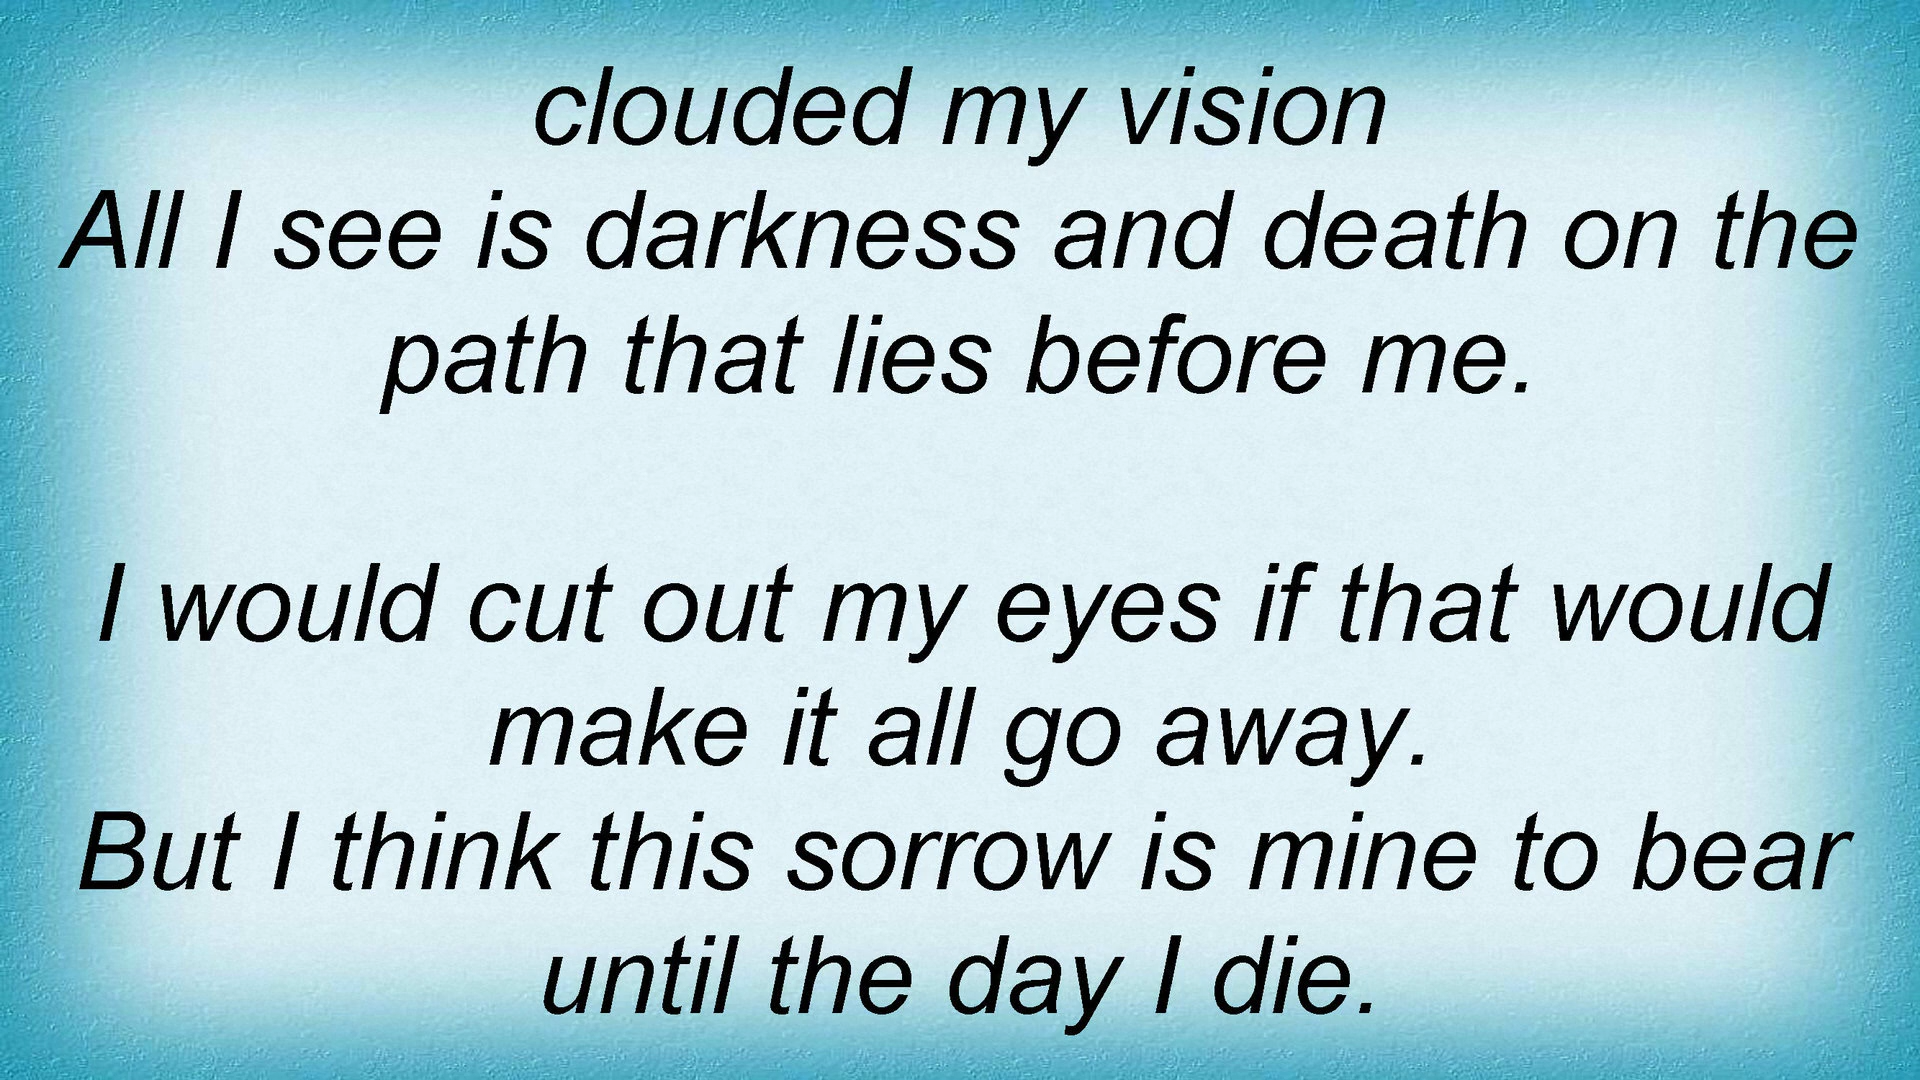 clouded my vision
All I see is darkness and death on the
path that lies before me.
I would cut out my eyes if that would
make it all go away.
But I think this sorrow is mine to bear
until the day I die.